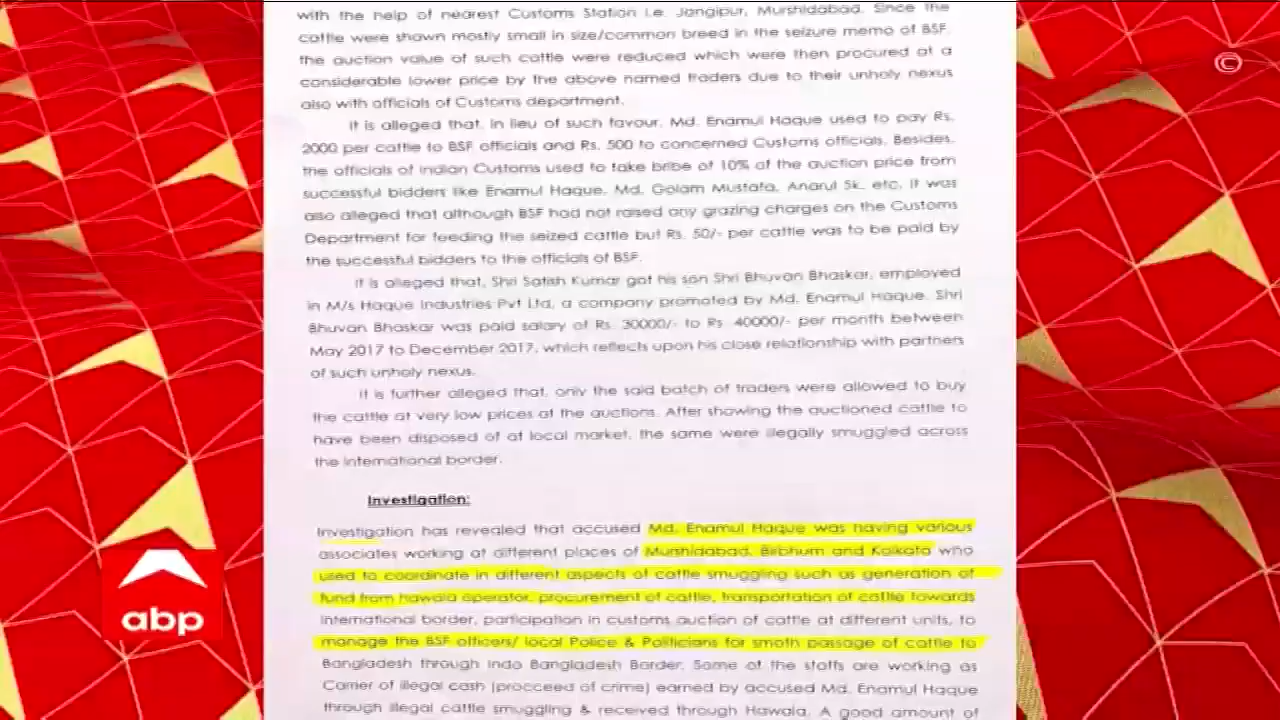 with the help of nearest Customs Station i.e. Jangipur, Murshidabad. Since the
cattle were shown mostly small in size/common breed in the seizure memo of BSF,
the auction value of such cattle were reduced which were then procured at a
considerable lower price by the above named traders due to their unholy nexus
also with officials of Customs department.
It is alleged that, in lieu of such favour, Md. Enamul Haque used to pay Rs.
2000 per cattle to BSF officials and Rs. 500 to concerned Customs officials. Besides,
the officials of Indian Customs used to take bribe of 10% of the auction price from
successful bidders like Enamul Haque, Md. Golam Mustafa, Anarul Sk. etc. It was
also alleged that although BSF had not raised any grazing charges on the Customs
Department for feeding the seized cattle but Rs. 50/- per cattle was to be paid by
the successful bidders to the officials of BSF.
It is alleged that, Shri Satish Kumar got his son Shri Bhuvan Bhaskar, employed
in M/s Haque Industries Pvt Ltd, a company promoted by Md. Enamul Haque. Shri
Bhuvan Bhaskar was paid salary of Rs. 30000/- to Rs. 40000/- per month between
May 2017 to December 2017, which reflects upon his close relationship with partners
of such unholy nexus.
It is further alleged that, only the said batch of traders were allowed to buy
the cattle at very low prices at the auctions. After showing the auctioned cattle to
have been disposed of at local market, the same were illegally smuggled across
the international border.
Investigation:
Investigation has revealed that accused Md. Enamul Haque was having various
associates working at different places of Murshidabad, Birbhum and Kolkata who
used to coordinate in different aspects of cattle smuggling such as generation of
fund from hawala operator, procurement of cattle, transportation of cattle towards
international border, participation in customs auction of cattle at different units, to
manage the BSF officers/ local Police & Politicians for smoth passage of cattle to
Bangladesh through Indo Bangladesh Border. Some of the staffs are working as
Carrier of illegal cash (procceed of crime) earned by accused Md. Enamul Haque
through illegal cattle smuggling & received through Hawala. A good amount of
abp
©